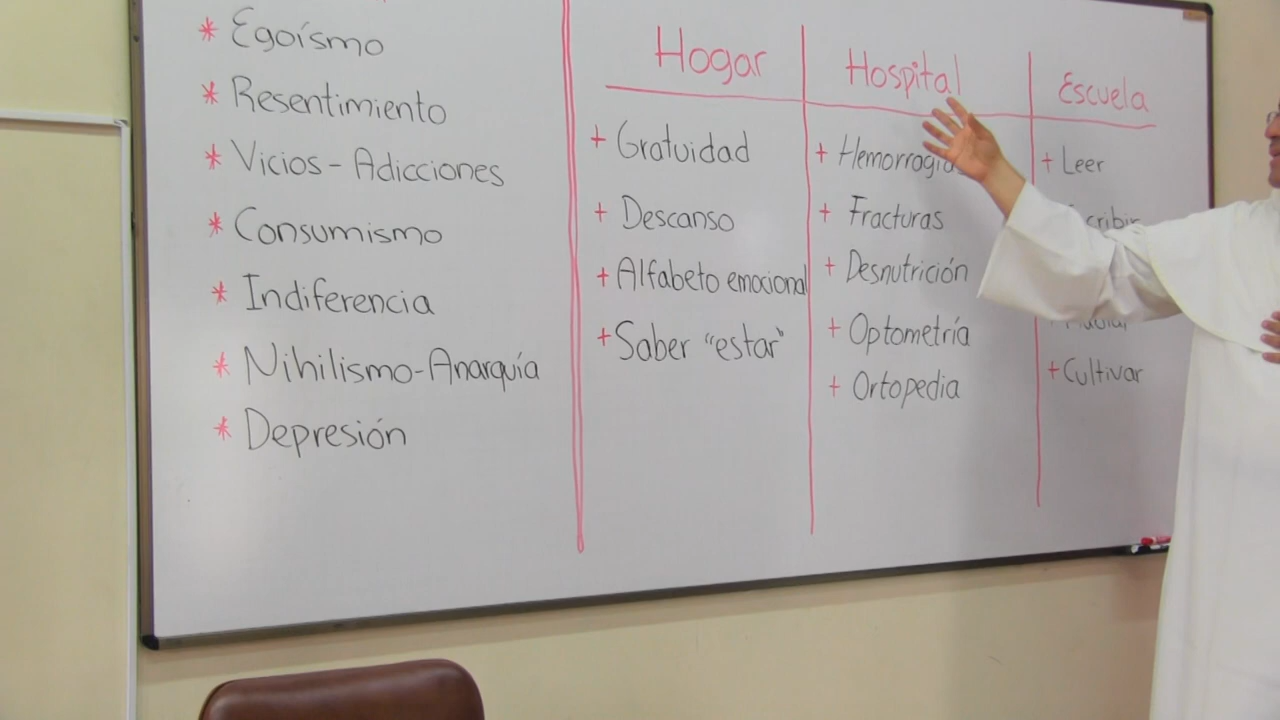 * Egoísmo
* Resentimiento
* Vicios - Adicciones
* Consumismo
* Indiferencia
* Nihilismo-Anarquía
* Depresión
Hogar
+ Gratuidad
+ Descanso
+ Alfabeto emocional
+ Saber "estar"
Hospital
+ Hemorragias
+ Fracturas
+ Desnutrición
+ Optometría
+ Ortopedia
Escuela
+ Leer
+ Cultivar